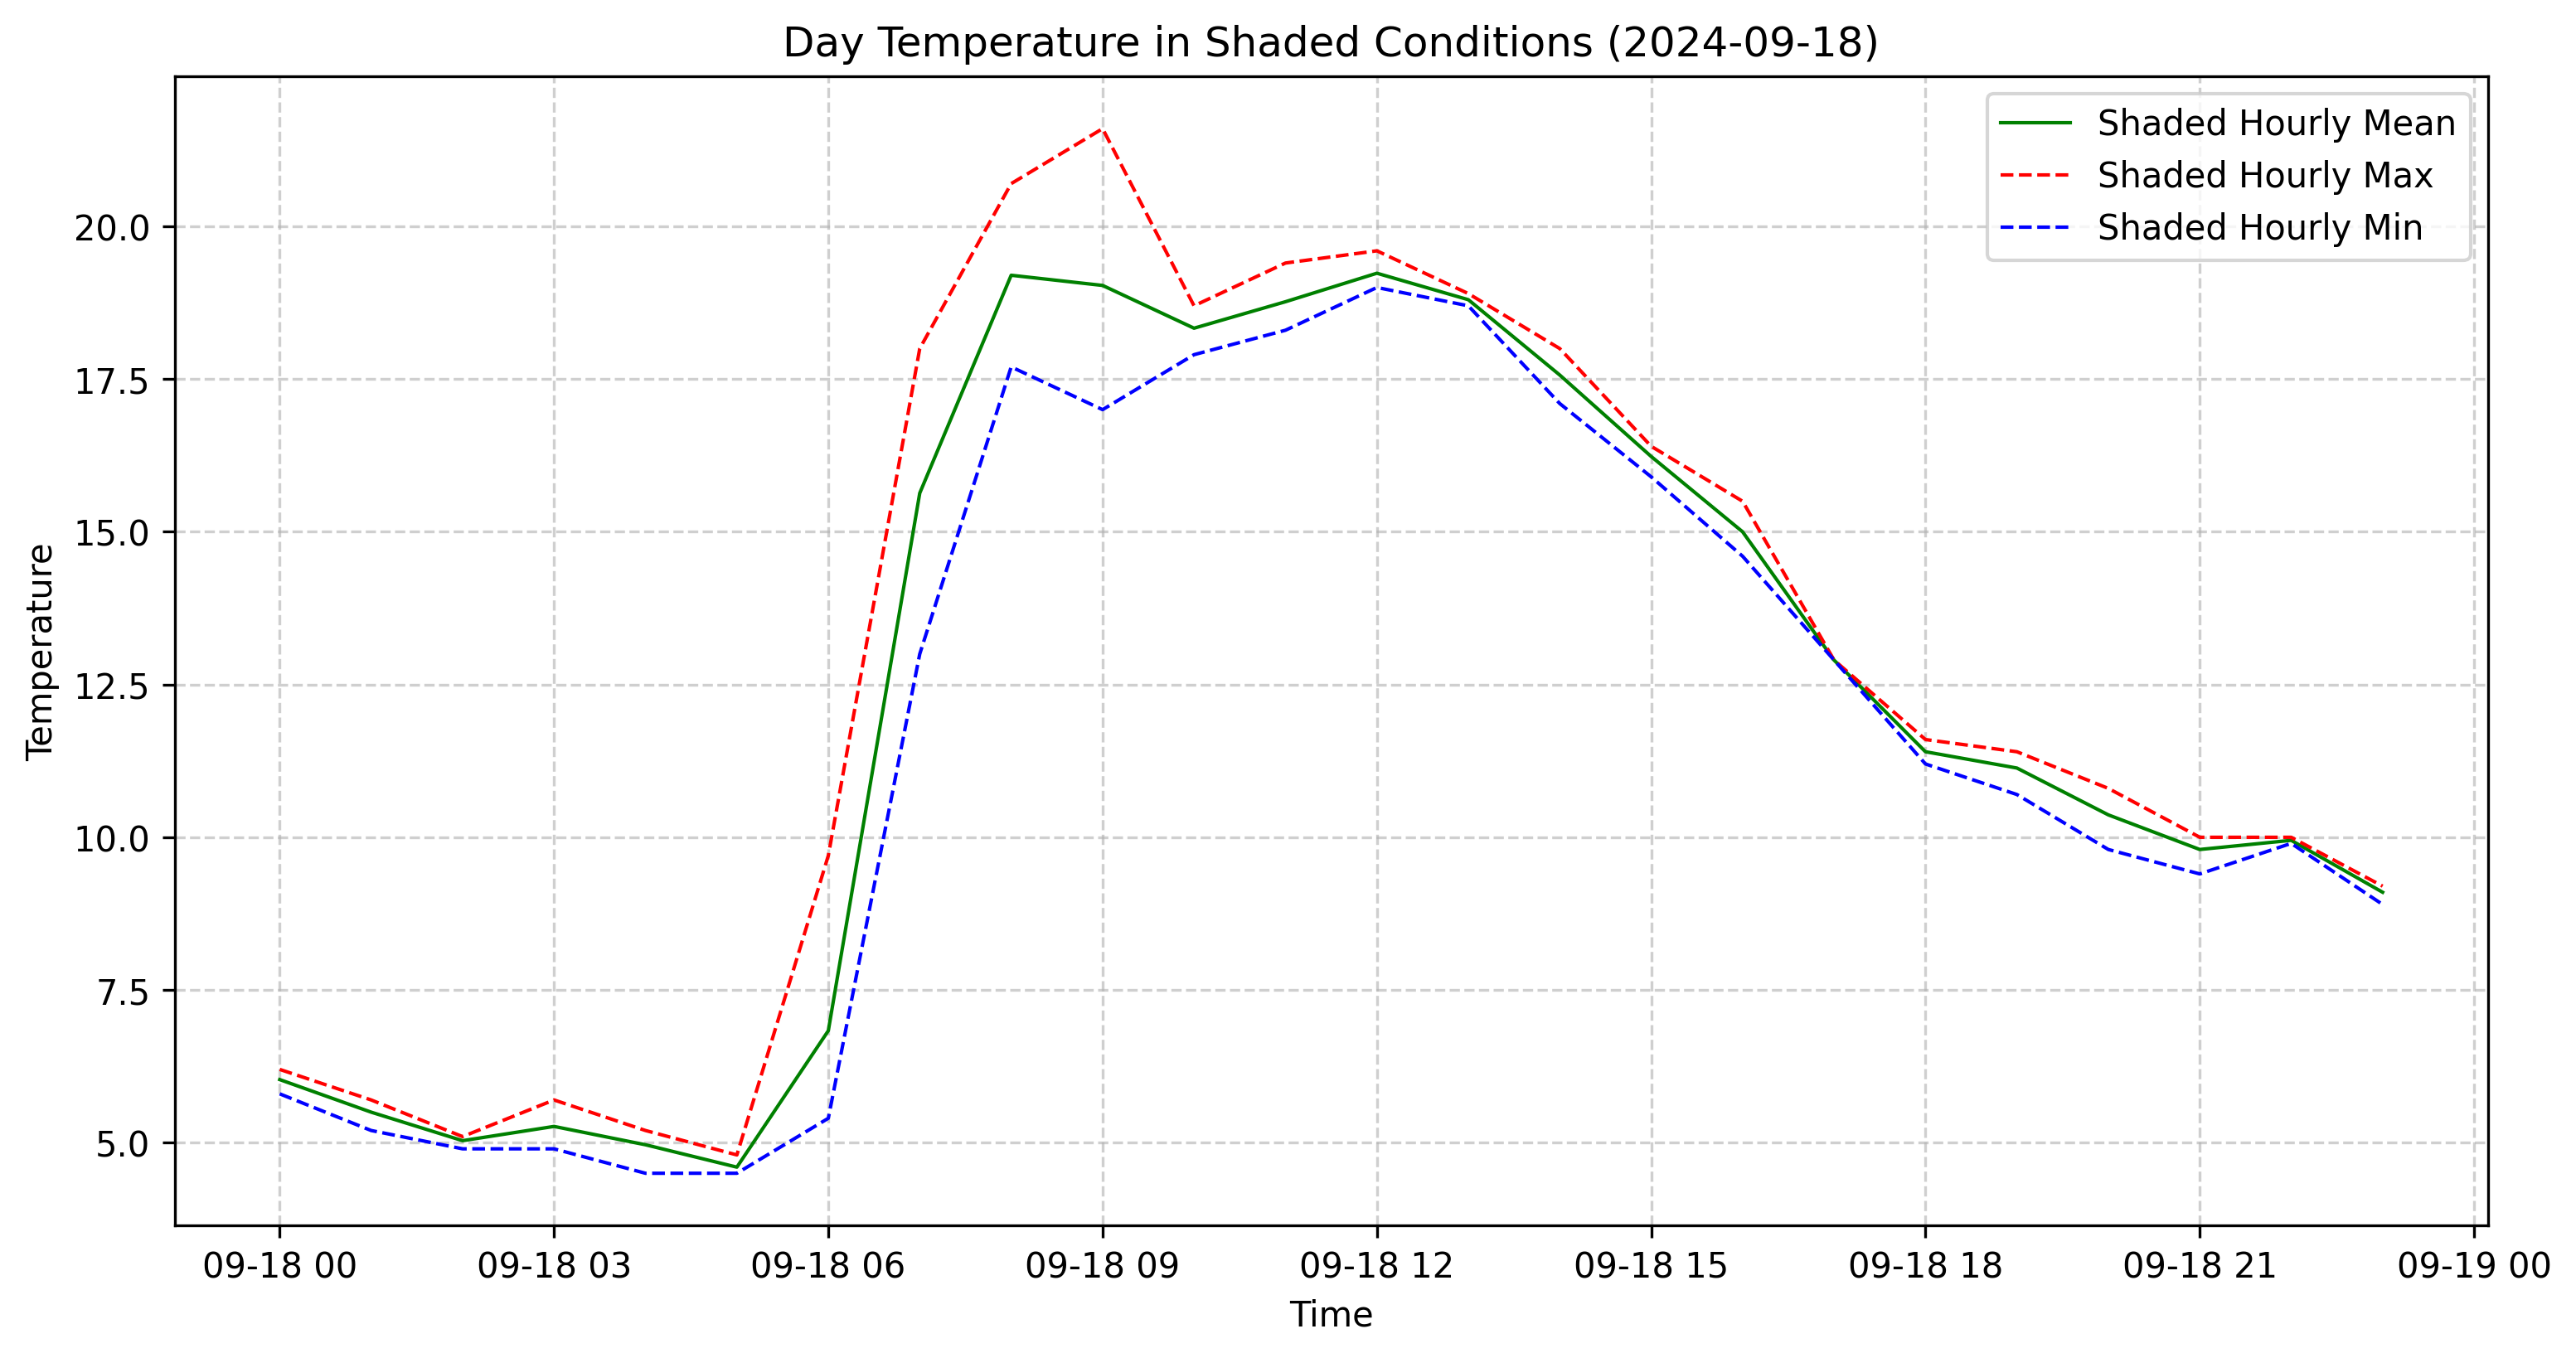 Day Temperature in Shaded Conditions (2024-09-18)
Shaded Hourly Mean
Shaded Hourly Max
Shaded Hourly Min
20.0
17.5
15.0
12.5
10.0
7.5
5.0
Temperature
09-18 00 09-18 03 09-18 06 09-18 09 09-18 12 09-18 15 09-18 18 09-18 21 09-19 00
Time